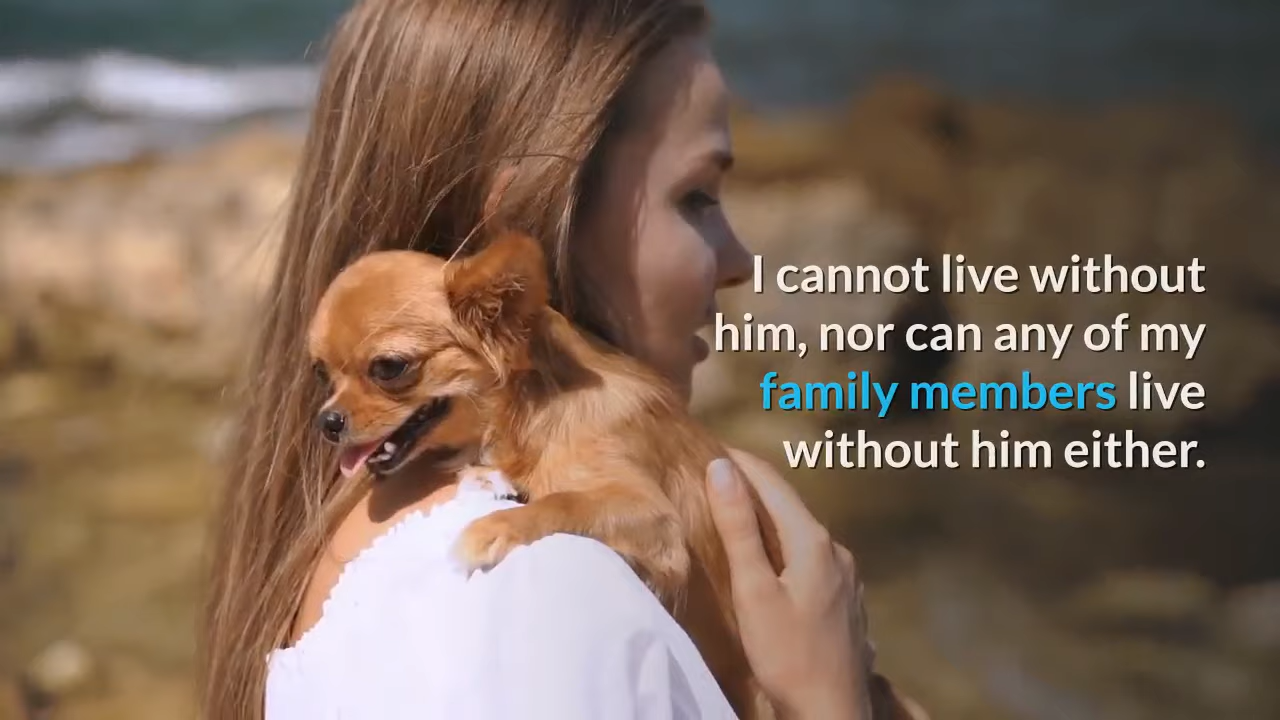 I cannot live without
him, nor can any of my
family members live
without him either.